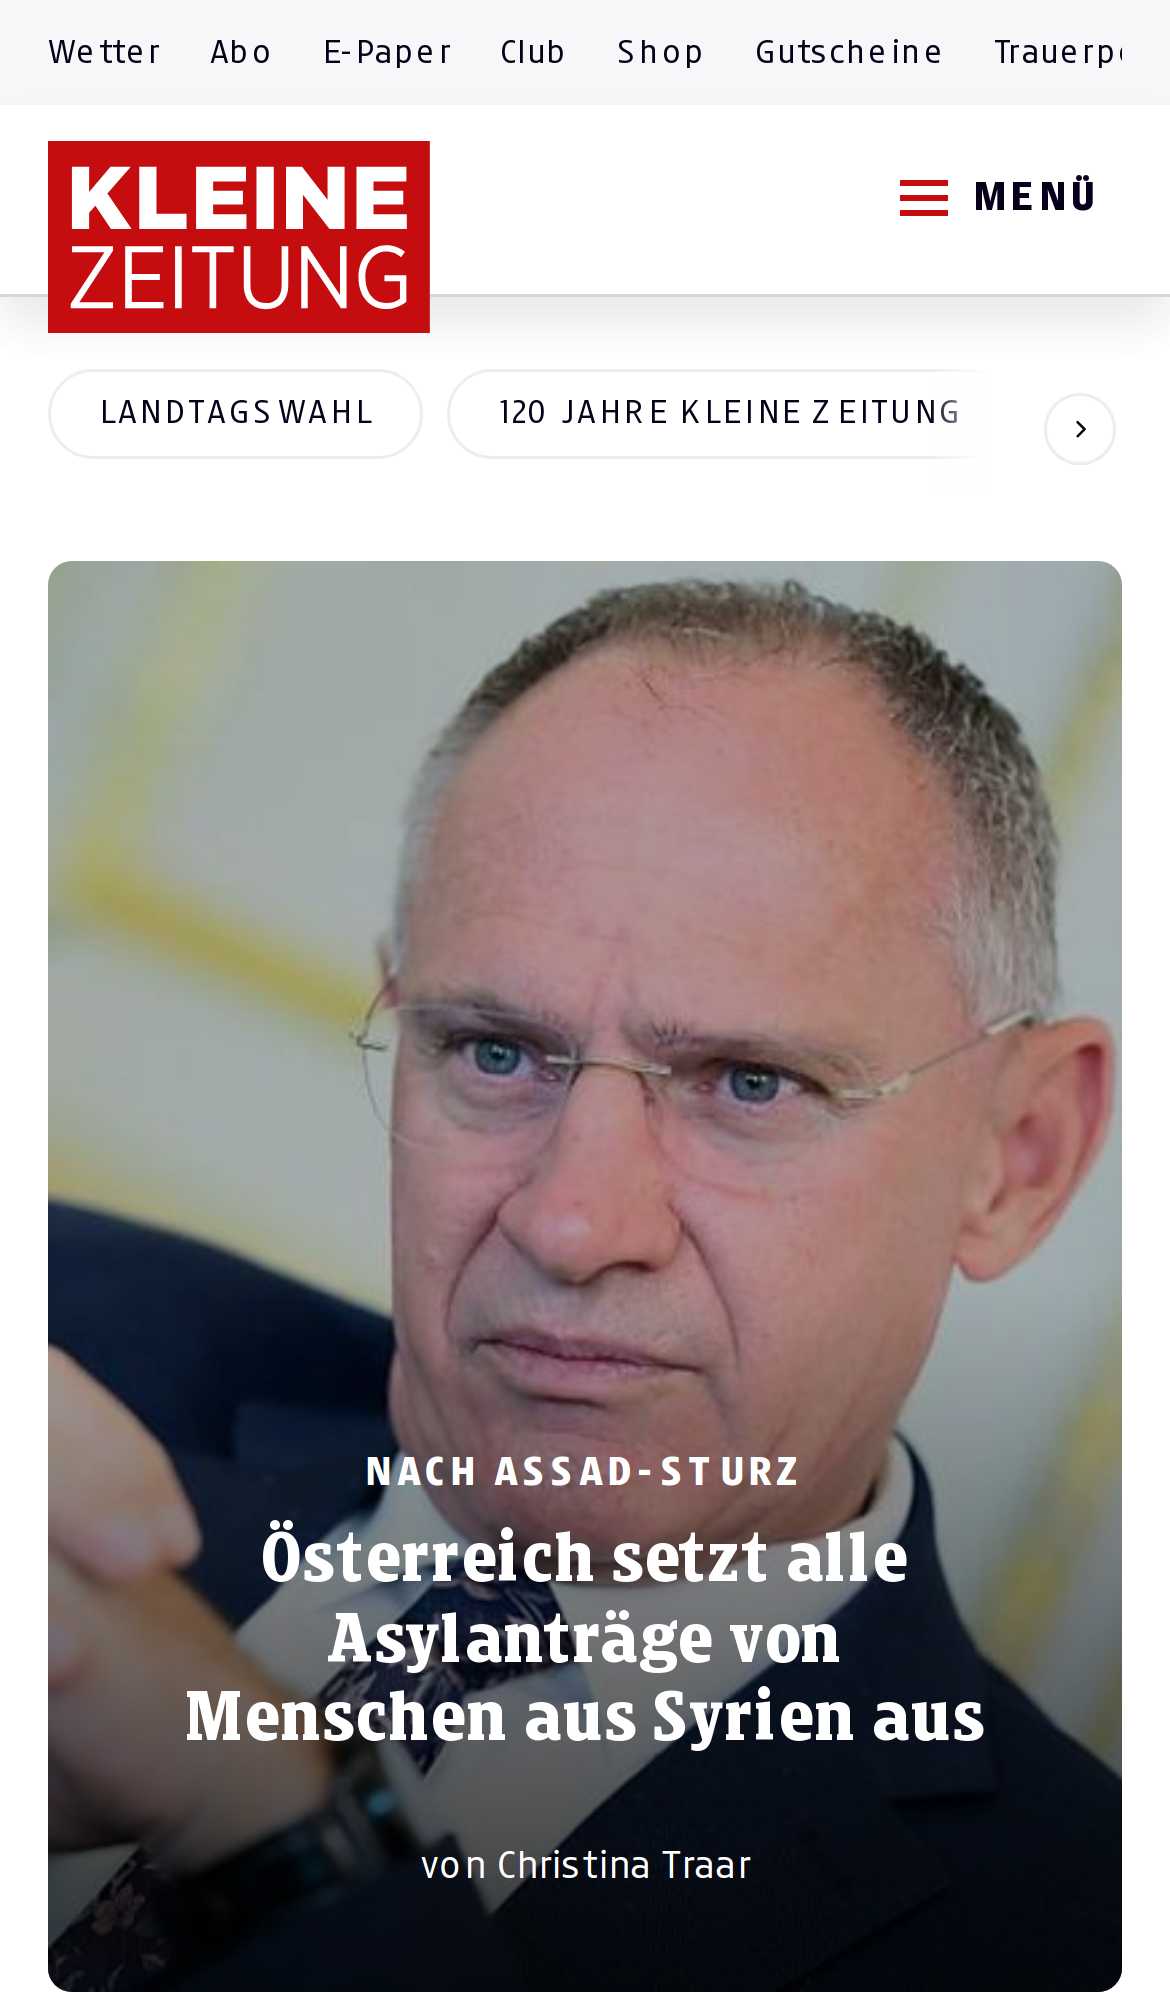 Wetter Abo E-Paper Club Shop Gutscheine Trauerp
KLEINE
ZEITUNG
MENÜ
LANDTAGSWAHL 120 JAHRE KLEINE ZEITUNG
NACH ASSAD-STURZ
Österreich setzt alle
Asylanträge von
Menschen aus Syrien aus
von Christina Traar